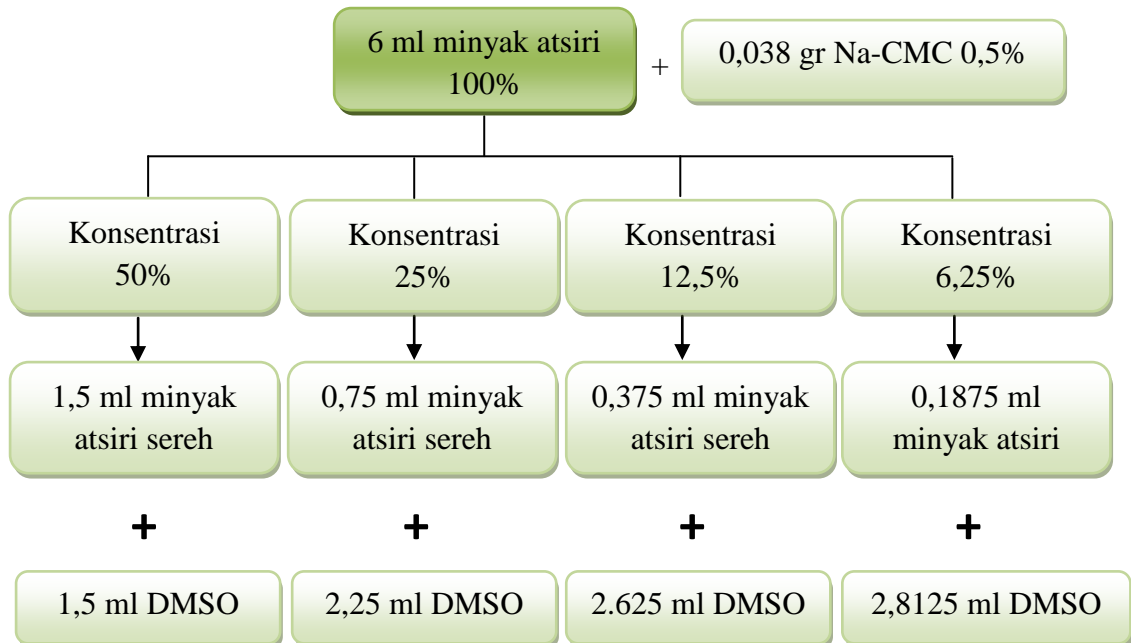 6 ml minyak atsiri
100%
+
0,038 gr Na-CMC 0,5%
Konsentrasi
50%
Konsentrasi
25%
Konsentrasi
12,5%
Konsentrasi
6,25%
1,5 ml minyak
atsiri sereh
0,75 ml minyak
atsiri sereh
0,375 ml minyak
atsiri sereh
0,1875 ml
minyak atsiri
+
+
+
+
1,5 ml DMSO
2,25 ml DMSO
2.625 ml DMSO
2,8125 ml DMSO